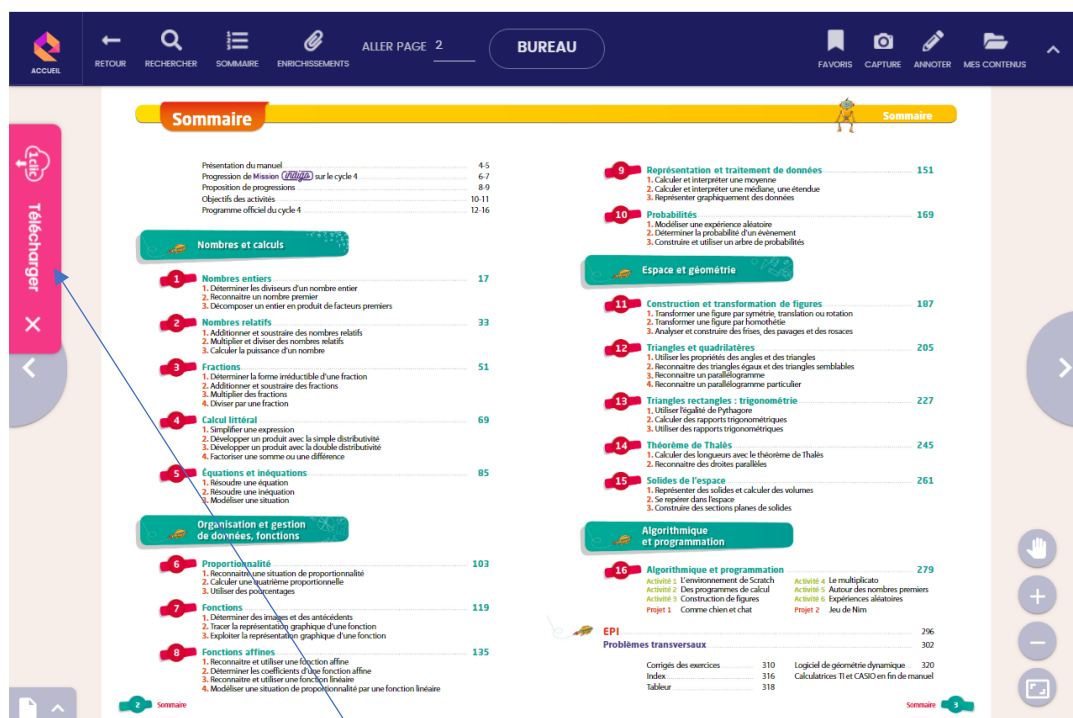 ACCUEIL
RETOUR
RECHERCHER
SOMMAIRE
ENRICHISSEMENTS
ALLER PAGE 2
BUREAU
FAVORIS
CAPTURE
ANNOTER
MES CONTENUS
1clic
Télécharger
Sommaire
Sommaire
Présentation du manuel 4-5
Progression de Mission indigo sur le cycle 4 6-7
Proposition de progressions 8-9
Objectifs des activités 10-11
Programme officiel du cycle 4 12-16
Nombres et calculs
1 Nombres entiers 17
1. Déterminer les diviseurs d'un nombre entier
2. Reconnaitre un nombre premier
3. Décomposer un entier en produit de facteurs premiers
2 Nombres relatifs 33
1. Additionner et soustraire des nombres relatifs
2. Multiplier et diviser des nombres relatifs
3. Calculer la puissance d'un nombre
3 Fractions 51
1. Déterminer la forme irréductible d'une fraction
2. Additionner et soustraire des fractions
3. Multiplier des fractions
4. Diviser par une fraction
4 Calcul littéral 69
1. Simplifier une expression
2. Développer un produit avec la simple distributivité
3. Développer un produit avec la double distributivité
4. Factoriser une somme ou une différence
5 Équations et inéquations 85
1. Résoudre une équation
2. Résoudre une inéquation
3. Modéliser une situation
Organisation et gestion
de données, fonctions
6 Proportionnalité 103
1. Reconnaitre une situation de proportionnalité
2. Calculer une quatrième proportionnelle
3. Utiliser des pourcentages
7 Fonctions 119
1. Déterminer des images et des antécédents
2. Tracer la représentation graphique d'une fonction
3. Exploiter la représentation graphique d'une fonction
8 Fonctions affines 135
1. Reconnaitre et utiliser une fonction affine
2. Déterminer les coefficients d'une fonction affine
3. Reconnaitre et utiliser une fonction linéaire
4. Modéliser une situation de proportionnalité par une fonction linéaire
2 Sommaire
9 Représentation et traitement de données 151
1. Calculer et interpréter une moyenne
2. Calculer et interpréter une médiane, une étendue
3. Représenter graphiquement des données
10 Probabilités 169
1. Modéliser une expérience aléatoire
2. Déterminer la probabilité d'un évènement
3. Construire et utiliser un arbre de probabilités
Espace et géométrie
11 Construction et transformation de figures 187
1. Transformer une figure par symétrie, translation ou rotation
2. Transformer une figure par homothétie
3. Analyser et construire des frises, des pavages et des rosaces
12 Triangles et quadrilatères 205
1. Utiliser les propriétés des angles et des triangles
2. Reconnaitre des triangles égaux et des triangles semblables
3. Reconnaitre un parallélogramme
4. Reconnaitre un parallélogramme particulier
13 Triangles rectangles : trigonométrie 227
1. Utiliser l'égalité de Pythagore
2. Calculer des rapports trigonométriques
3. Utiliser des rapports trigonométriques
14 Théorème de Thalès 245
1. Calculer des longueurs avec le théorème de Thalès
2. Reconnaitre des droites parallèles
15 Solides de l'espace 261
1. Représenter des solides et calculer des volumes
2. Se repérer dans l'espace
3. Construire des sections planes de solides
Algorithmique
et programmation
16 Algorithmique et programmation 279
Activité 1 L'environnement de Scratch Activité 4 Le multiplicato
Activité 2 Des programmes de calcul Activité 5 Autour des nombres premiers
Activité 3 Construction de figures Activité 6 Expériences aléatoires
Projet 1 Comme chien et chat Projet 2 Jeu de Nim
EPI 296
Problèmes transversaux 302
Corrigés des exercices 310 Logiciel de géométrie dynamique 320
Index 316 Calculatrices TI et CASIO en fin de manuel
Tableur 318
Sommaire 3